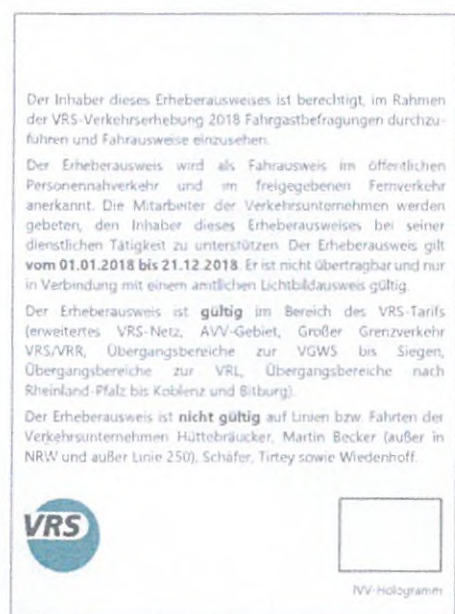 Der Inhaber dieses Erheberausweises ist berechtigt, im Rahmen
der VRS-Verkehrserhebung 2018 Fahrgastbefragungen durchzu-
führen und Fahrausweise einzusehen.
Der Erheberausweis wird als Fahrausweis im öffentlichen
Personennahverkehr und im freigegebenen Fernverkehr
anerkannt. Die Mitarbeiter der Verkehrsunternehmen werden
gebeten, den Inhaber dieses Erheberausweises bei seiner
dienstlichen Tätigkeit zu unterstützen. Der Erheberausweis gilt
vom 01.01.2018 bis 21.12.2018. Er ist nicht übertragbar und nur
in Verbindung mit einem amtlichen Lichtbildausweis gültig.
Der Erheberausweis ist gültig im Bereich des VRS-Tarifs
(erweitertes VRS-Netz, AVV-Gebiet, Großer Grenzverkehr
VRS/VRR, Übergangsbereiche zur VGWS bis Siegen,
Übergangsbereiche zur VRL, Übergangsbereiche nach
Rheinland-Pfalz bis Koblenz und Bitburg).
Der Erheberausweis ist nicht gültig auf Linien bzw. Fahrten der
Verkehrsunternehmen Hüttebräucker, Martin Becker (außer in
NRW und außer Linie 250), Schäfer, Tirtey sowie Wiedenhoff.
VRS
IVV-Hologramm